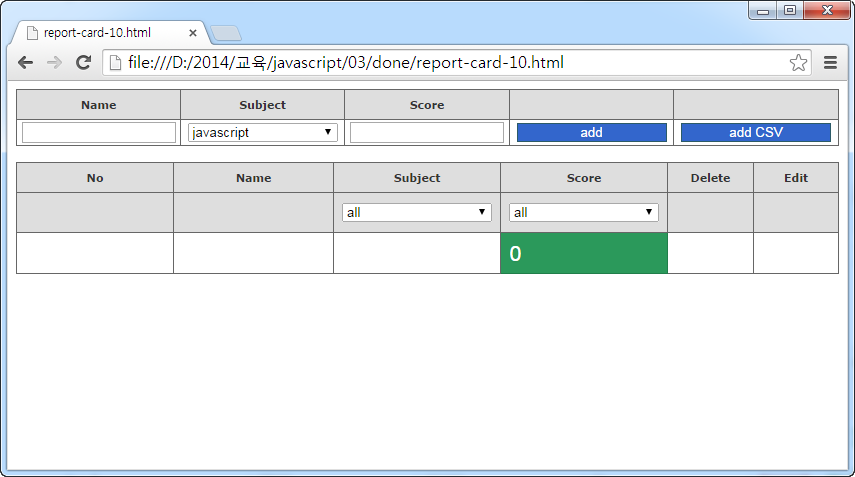 report-card-10.html
file:///D:/2014/교육/javascript/03/done/report-card-10.html
Name Subject Score
javascript add add CSV
No Name Subject Score Delete Edit
all all
0